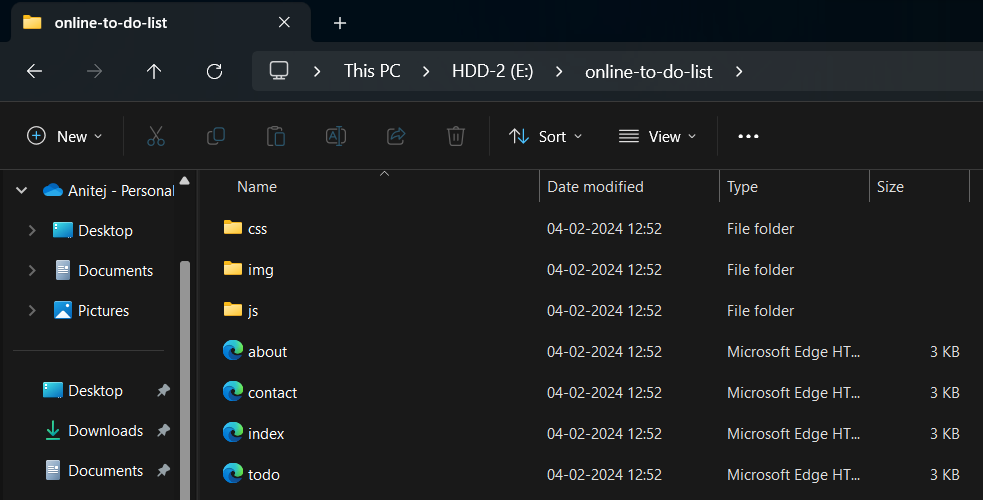 online-to-do-list
This PC > HDD-2 (E:) > online-to-do-list >
New Sort View
Anitej - Personal
Desktop
Documents
Pictures
Desktop
Downloads
Documents
Name Date modified Type Size
css 04-02-2024 12:52 File folder
img 04-02-2024 12:52 File folder
js 04-02-2024 12:52 File folder
about 04-02-2024 12:52 Microsoft Edge HT... 3 KB
contact 04-02-2024 12:52 Microsoft Edge HT... 3 KB
index 04-02-2024 12:52 Microsoft Edge HT... 3 KB
todo 04-02-2024 12:52 Microsoft Edge HT... 3 KB